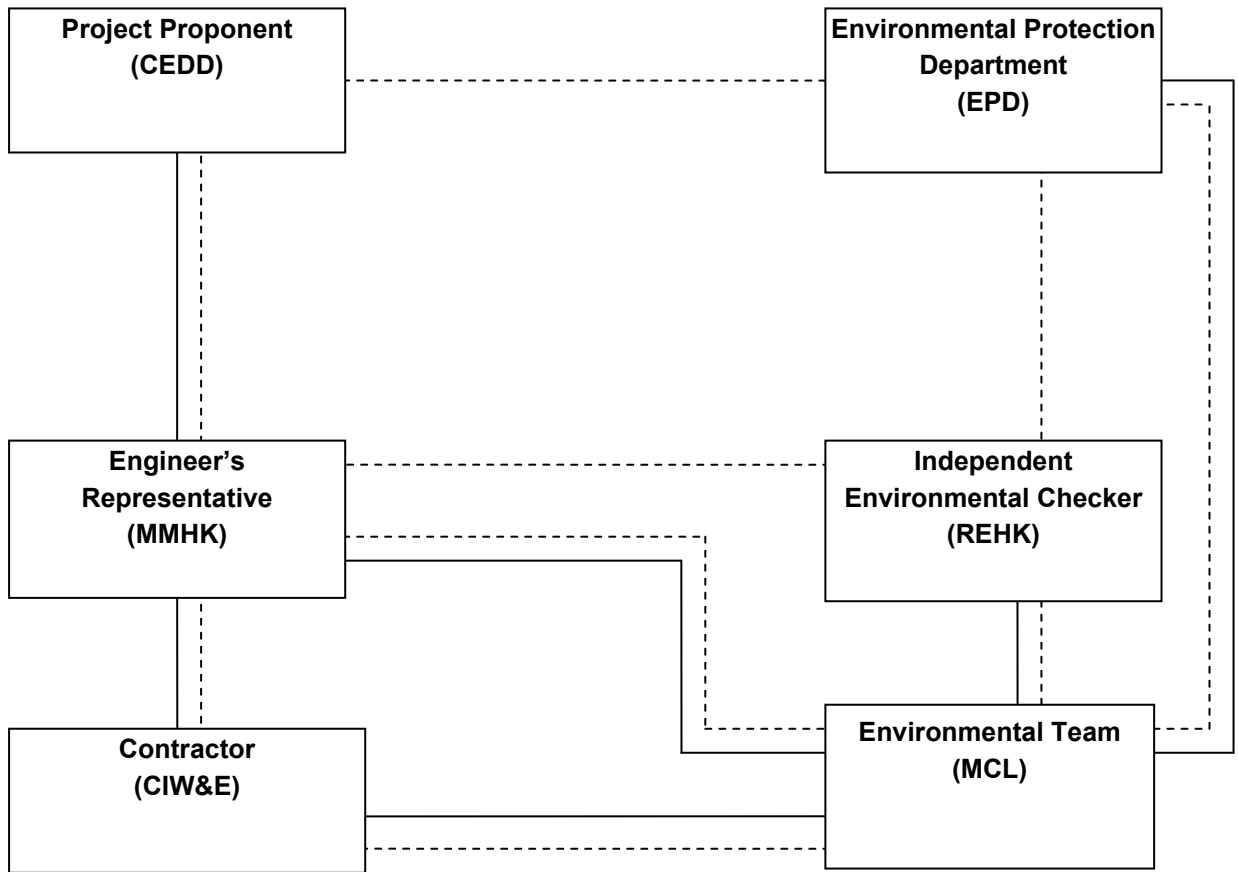 Project Proponent
(CEDD)
Environmental Protection
Department
(EPD)
Engineer’s
Representative
(MMHK)
Independent
Environmental Checker
(REHK)
Contractor
(CIW&E)
Environmental Team
(MCL)